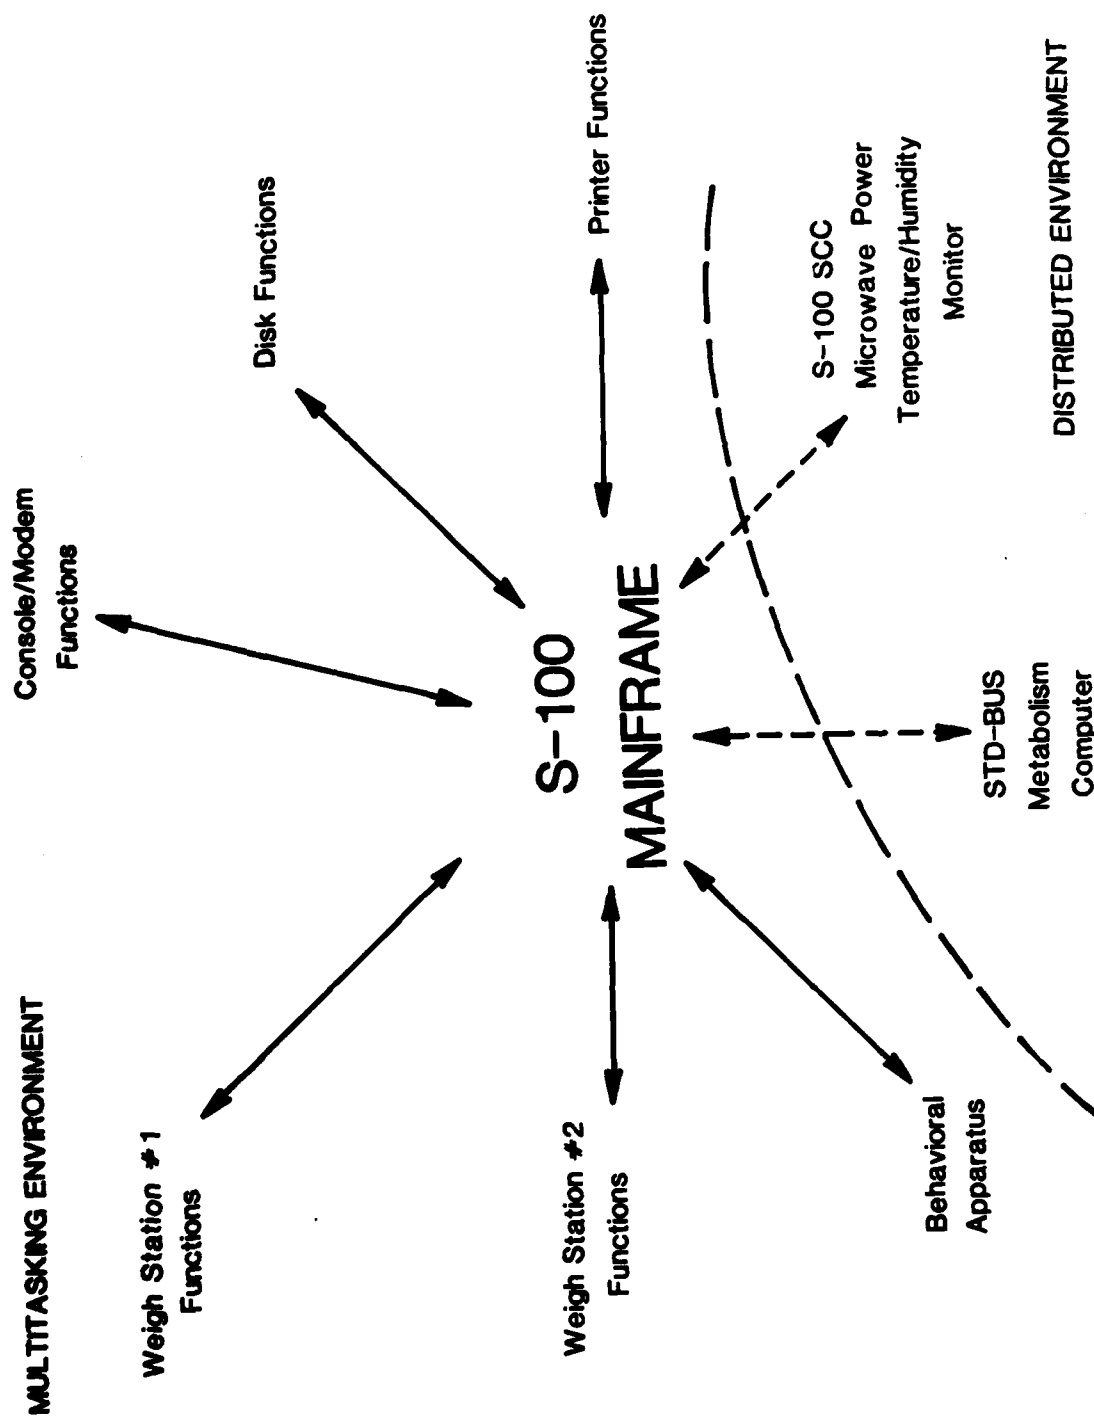 MULTITASKING ENVIRONMENT
Console/Modem
Functions
Weigh Station #1
Functions
Disk Functions
S-100
MAINFRAME
Weigh Station #2
Functions
Printer Functions
Behavioral
Apparatus
STD-BUS
Metabolism
Computer
S-100 SCC
Microwave Power
Temperature/Humidity
Monitor
DISTRIBUTED ENVIRONMENT